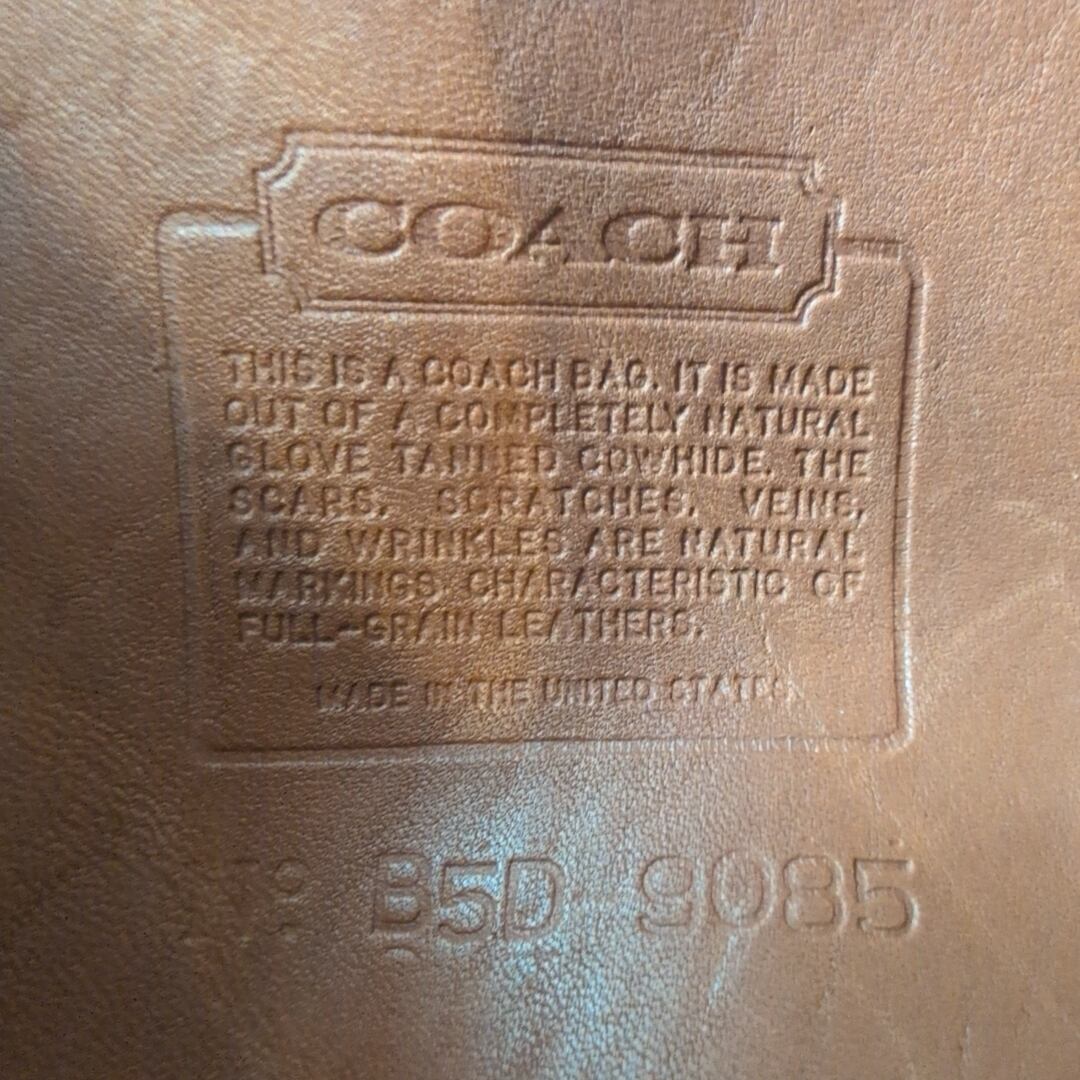 COACH
THIS IS A COACH BAG. IT IS MADE
OUT OF A COMPLETELY NATURAL
GLOVE TANNED COWHIDE. THE
SCARS, SCRATCHES, VEINS,
AND WRINKLES ARE NATURAL
MARKINGS CHARACTERISTIC OF
FULL-GRAIN LEATHERS.
MADE IN THE UNITED STATES.
B5D 9085